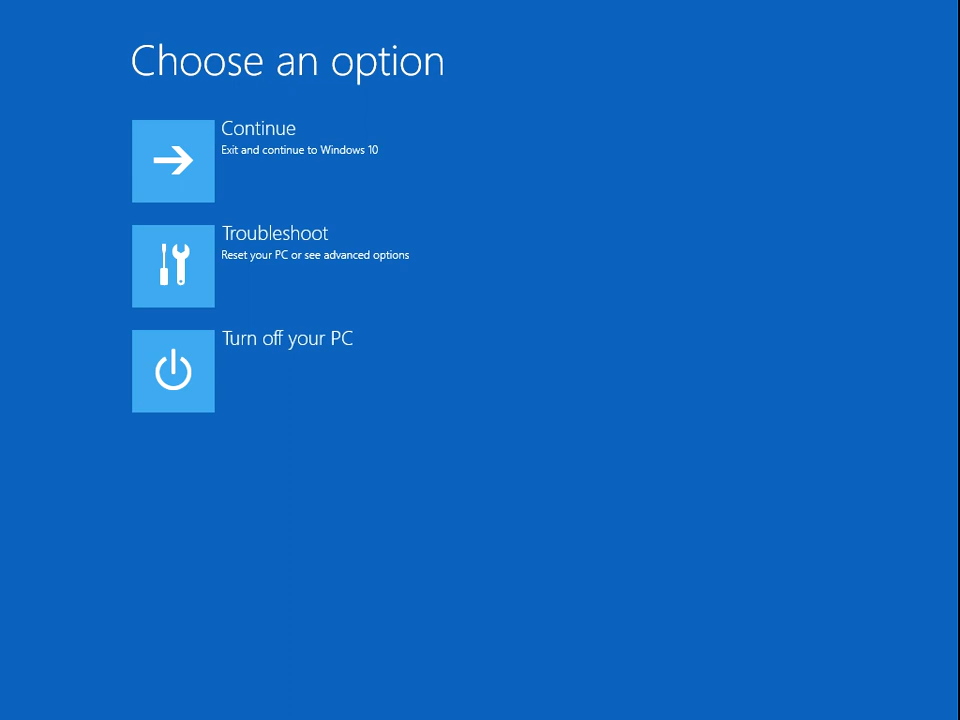 Choose an option
Continue
Exit and continue to Windows 10
Troubleshoot
Reset your PC or see advanced options
Turn off your PC